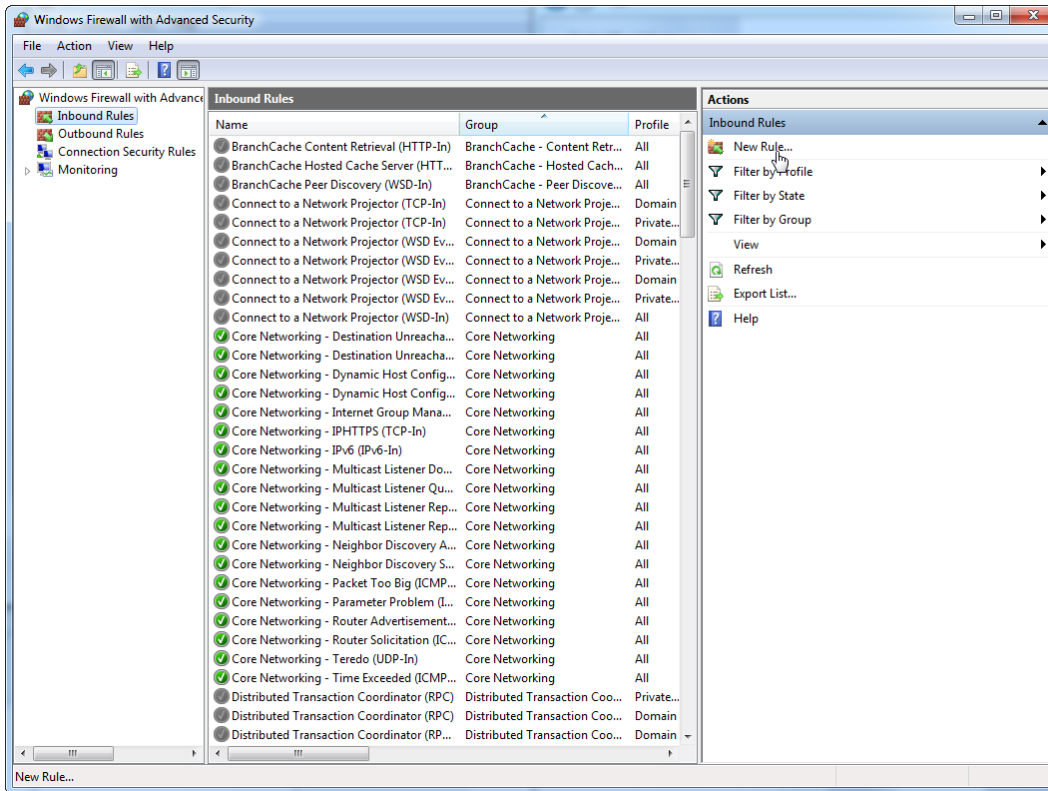 Windows Firewall with Advanced Security
File Action View Help
Windows Firewall with Advance
Inbound Rules
Outbound Rules
Connection Security Rules
Monitoring
Inbound Rules
Name Group Profile
BranchCache Content Retrieval (HTTP-In) BranchCache - Content Retr... All
BranchCache Hosted Cache Server (HTT... BranchCache - Hosted Cach... All
BranchCache Peer Discovery (WSD-In) BranchCache - Peer Discove... All
Connect to a Network Projector (TCP-In) Connect to a Network Proje... Domain
Connect to a Network Projector (TCP-In) Connect to a Network Proje... Private...
Connect to a Network Projector (WSD Ev... Connect to a Network Proje... Domain
Connect to a Network Projector (WSD Ev... Connect to a Network Proje... Private...
Connect to a Network Projector (WSD Ev... Connect to a Network Proje... Domain
Connect to a Network Projector (WSD Ev... Connect to a Network Proje... Private...
Connect to a Network Projector (WSD-In) Connect to a Network Proje... All
Core Networking - Destination Unreacha... Core Networking All
Core Networking - Destination Unreacha... Core Networking All
Core Networking - Dynamic Host Config... Core Networking All
Core Networking - Dynamic Host Config... Core Networking All
Core Networking - Internet Group Mana... Core Networking All
Core Networking - IPHTTPS (TCP-In) Core Networking All
Core Networking - IPv6 (IPv6-In) Core Networking All
Core Networking - Multicast Listener Do... Core Networking All
Core Networking - Multicast Listener Qu... Core Networking All
Core Networking - Multicast Listener Rep... Core Networking All
Core Networking - Multicast Listener Rep... Core Networking All
Core Networking - Neighbor Discovery A... Core Networking All
Core Networking - Neighbor Discovery S... Core Networking All
Core Networking - Packet Too Big (ICMP... Core Networking All
Core Networking - Parameter Problem (I... Core Networking All
Core Networking - Router Advertisement... Core Networking All
Core Networking - Router Solicitation (IC... Core Networking All
Core Networking - Teredo (UDP-In) Core Networking All
Core Networking - Time Exceeded (ICMP... Core Networking All
Distributed Transaction Coordinator (RPC) Distributed Transaction Coo... Private...
Distributed Transaction Coordinator (RPC) Distributed Transaction Coo... Domain
Distributed Transaction Coordinator (RP... Distributed Transaction Coo... Domain
Actions
Inbound Rules
New Rule...
Filter by Profile
Filter by State
Filter by Group
View
Refresh
Export List...
Help
New Rule...